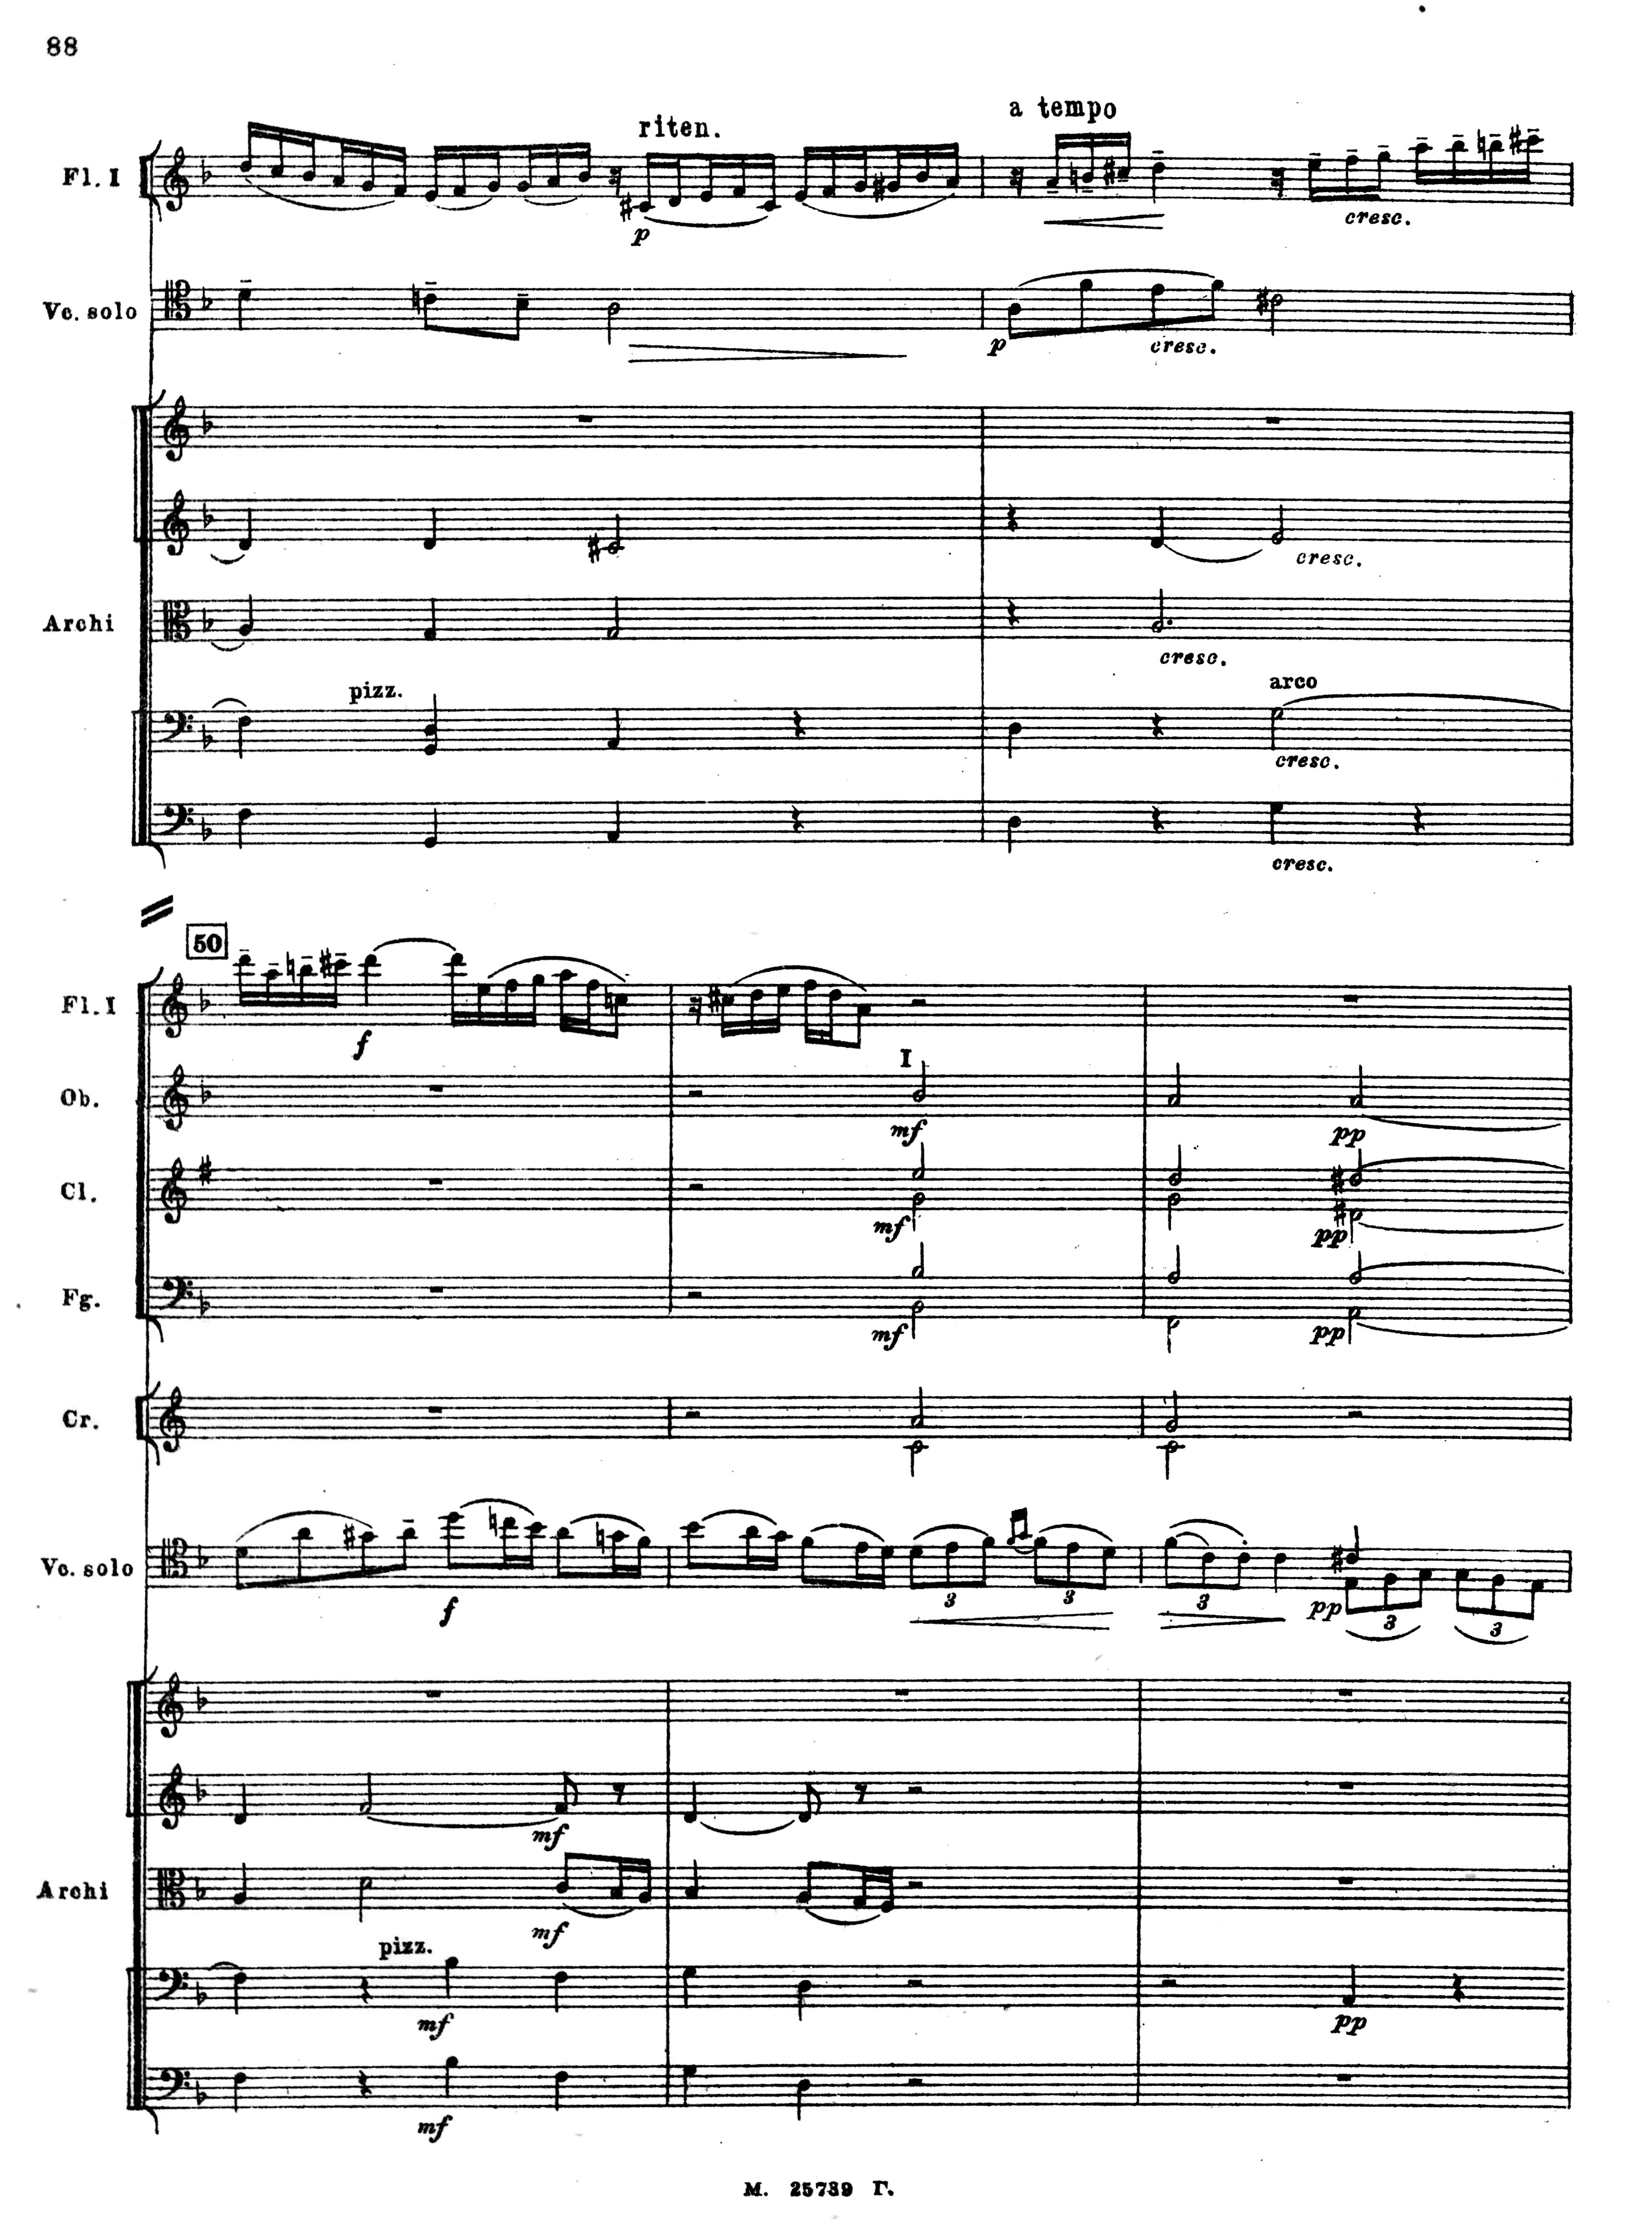 88
riten.
a tempo
Fl. I
p
cresc.
Vc. solo
p
cresc.
cresc.
Archi
cresc.
pizz.
arco
cresc.
cresc.
50
Fl. I
f
I
Ob.
mf
pp
Cl.
mf
pp
Fg.
mf
pp
Cr.
Vc. solo
f
3
3
3
pp
3
3
mf
Archi
mf
pizz.
mf
pp
mf
М. 25739 Г.